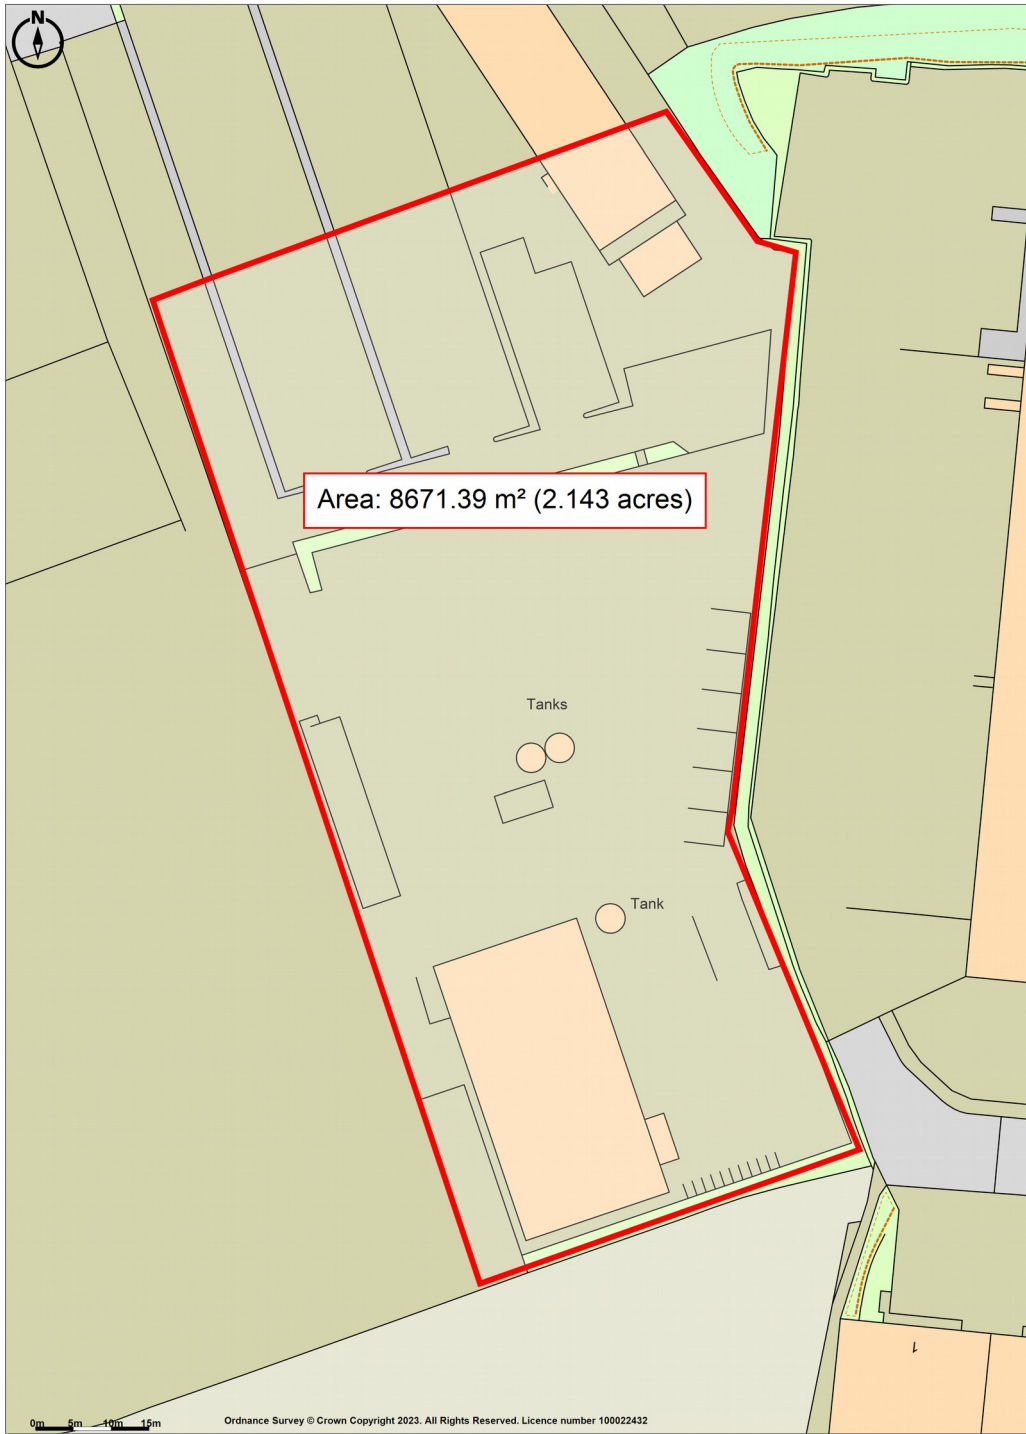 N
Area: 8671.39 m² (2.143 acres)
Tanks
Tank
1
0m 5m 10m 15m
Ordnance Survey © Crown Copyright 2023. All Rights Reserved. Licence number 100022432